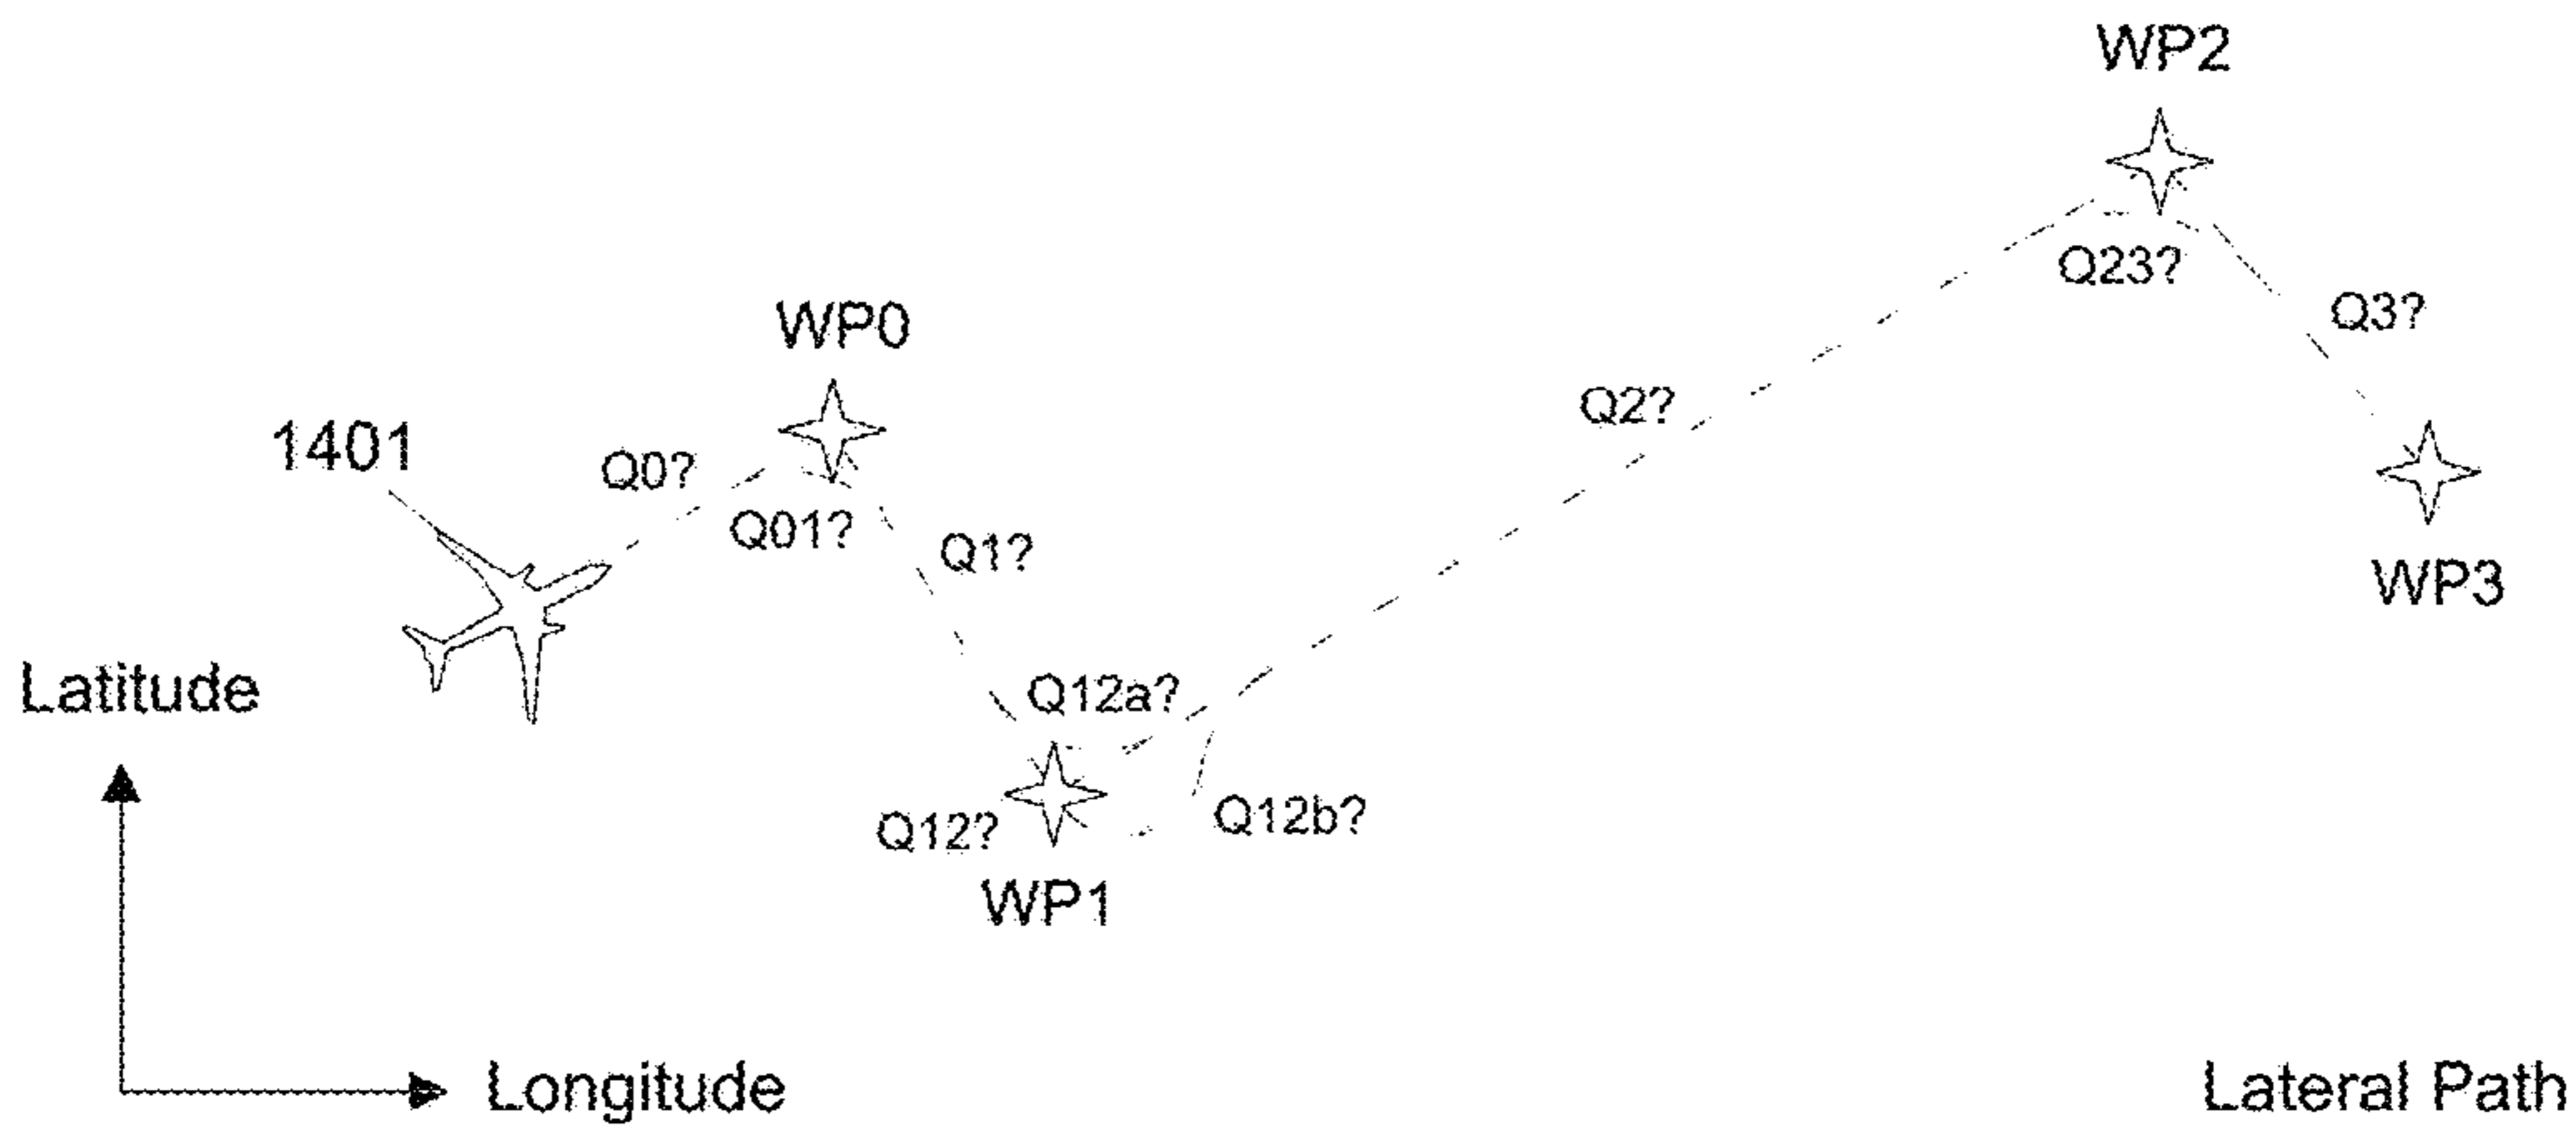 WP2
Q23?
Q3?
WP0
Q2?
1401
Q0?
Q01?
Q1?
WP3
Latitude
Q12a?
Q12?
Q12b?
WP1
Longitude
Lateral Path